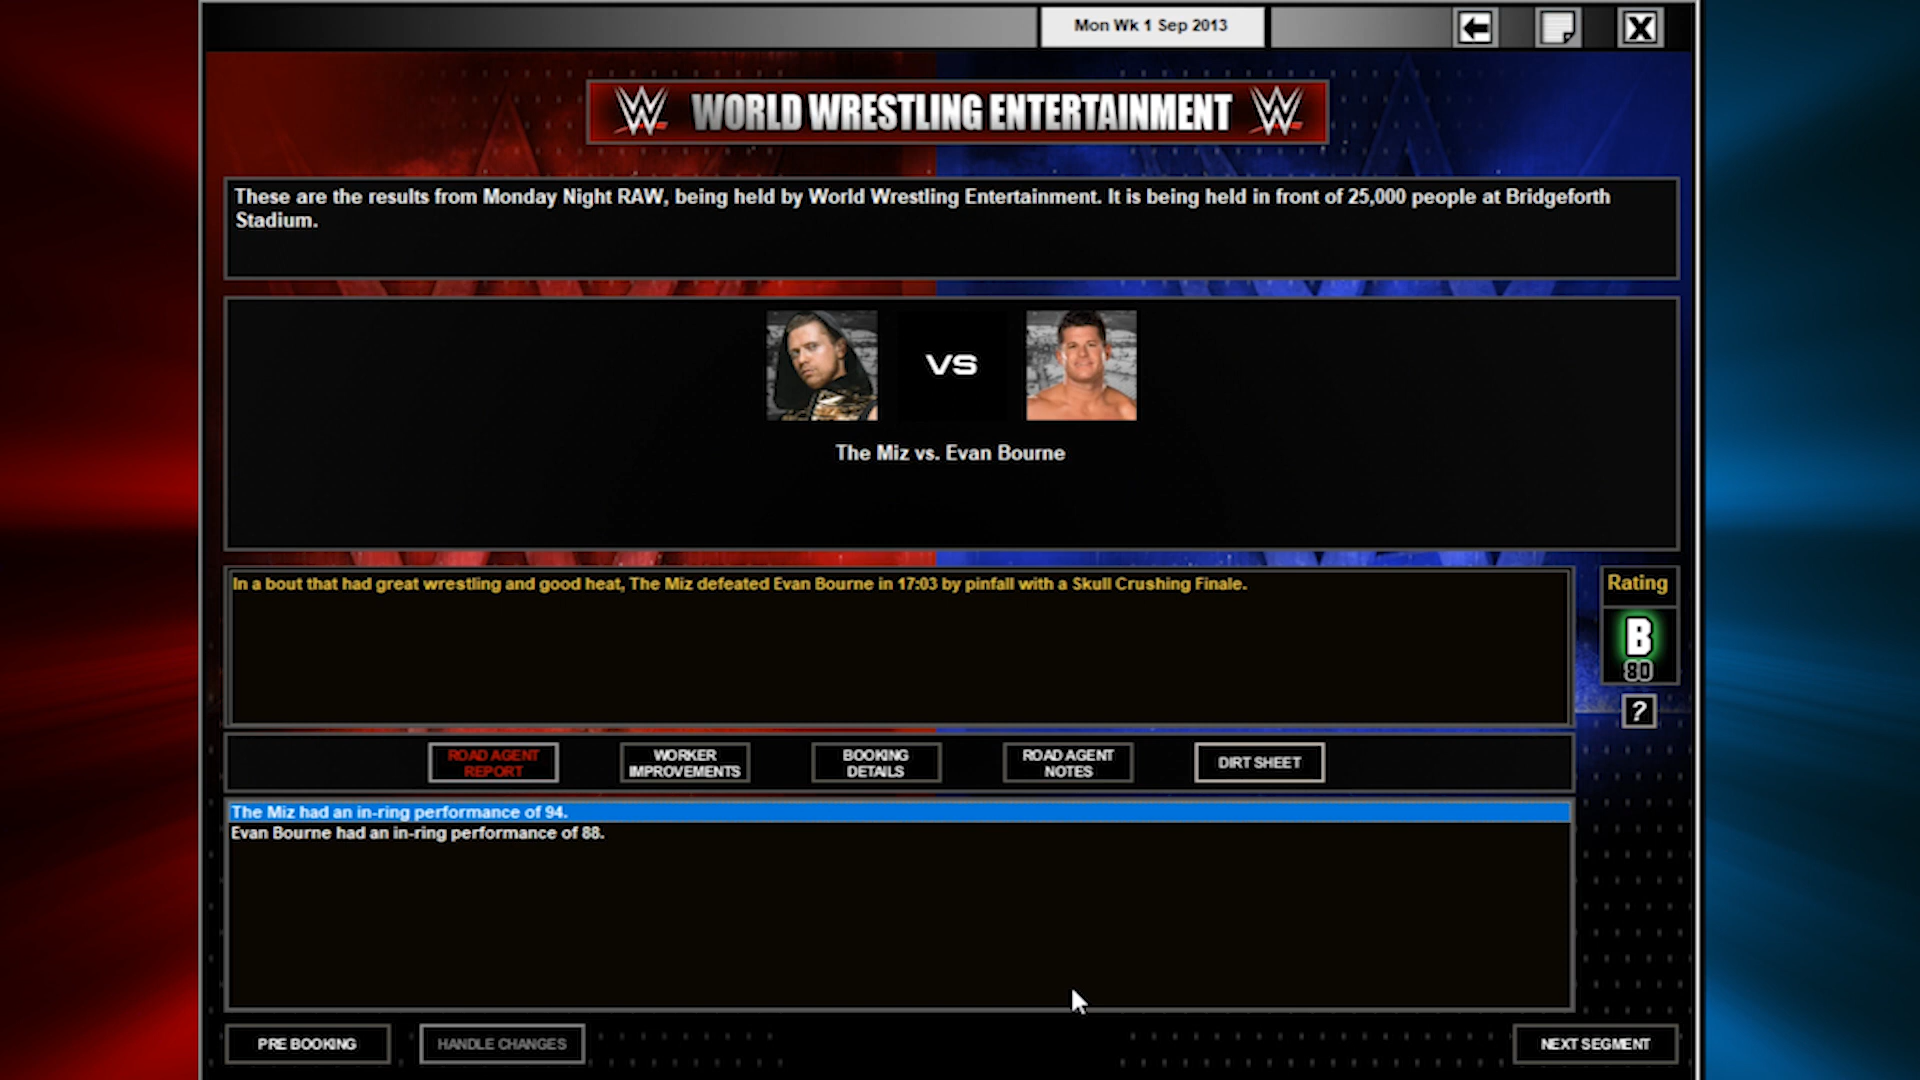 Mon Wk 1 Sep 2013
WORLD WRESTLING ENTERTAINMENT
These are the results from Monday Night RAW, being held by World Wrestling Entertainment. It is being held in front of 25,000 people at Bridgeforth
Stadium.
VS
The Miz vs. Evan Bourne
In a bout that had great wrestling and good heat, The Miz defeated Evan Bourne in 17:03 by pinfall with a Skull Crushing Finale.
Rating
B
80
?
ROAD AGENT
REPORT
WORKER
IMPROVEMENTS
BOOKING
DETAILS
ROAD AGENT
NOTES
DIRT SHEET
The Miz had an in-ring performance of 94.
Evan Bourne had an in-ring performance of 88.
PRE BOOKING
HANDLE CHANGES
NEXT SEGMENT